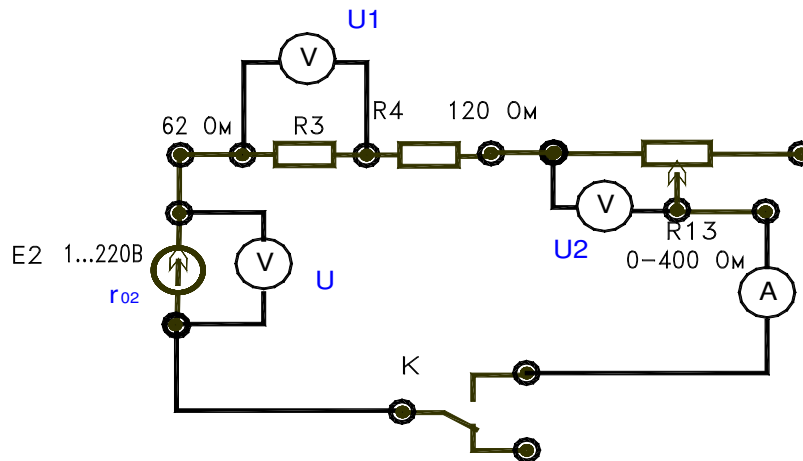 U1
V
62 Ом
R3
R4
120 Ом
V
R13
0-400 Ом
U2
E2 1...220В
r02
V
U
A
К